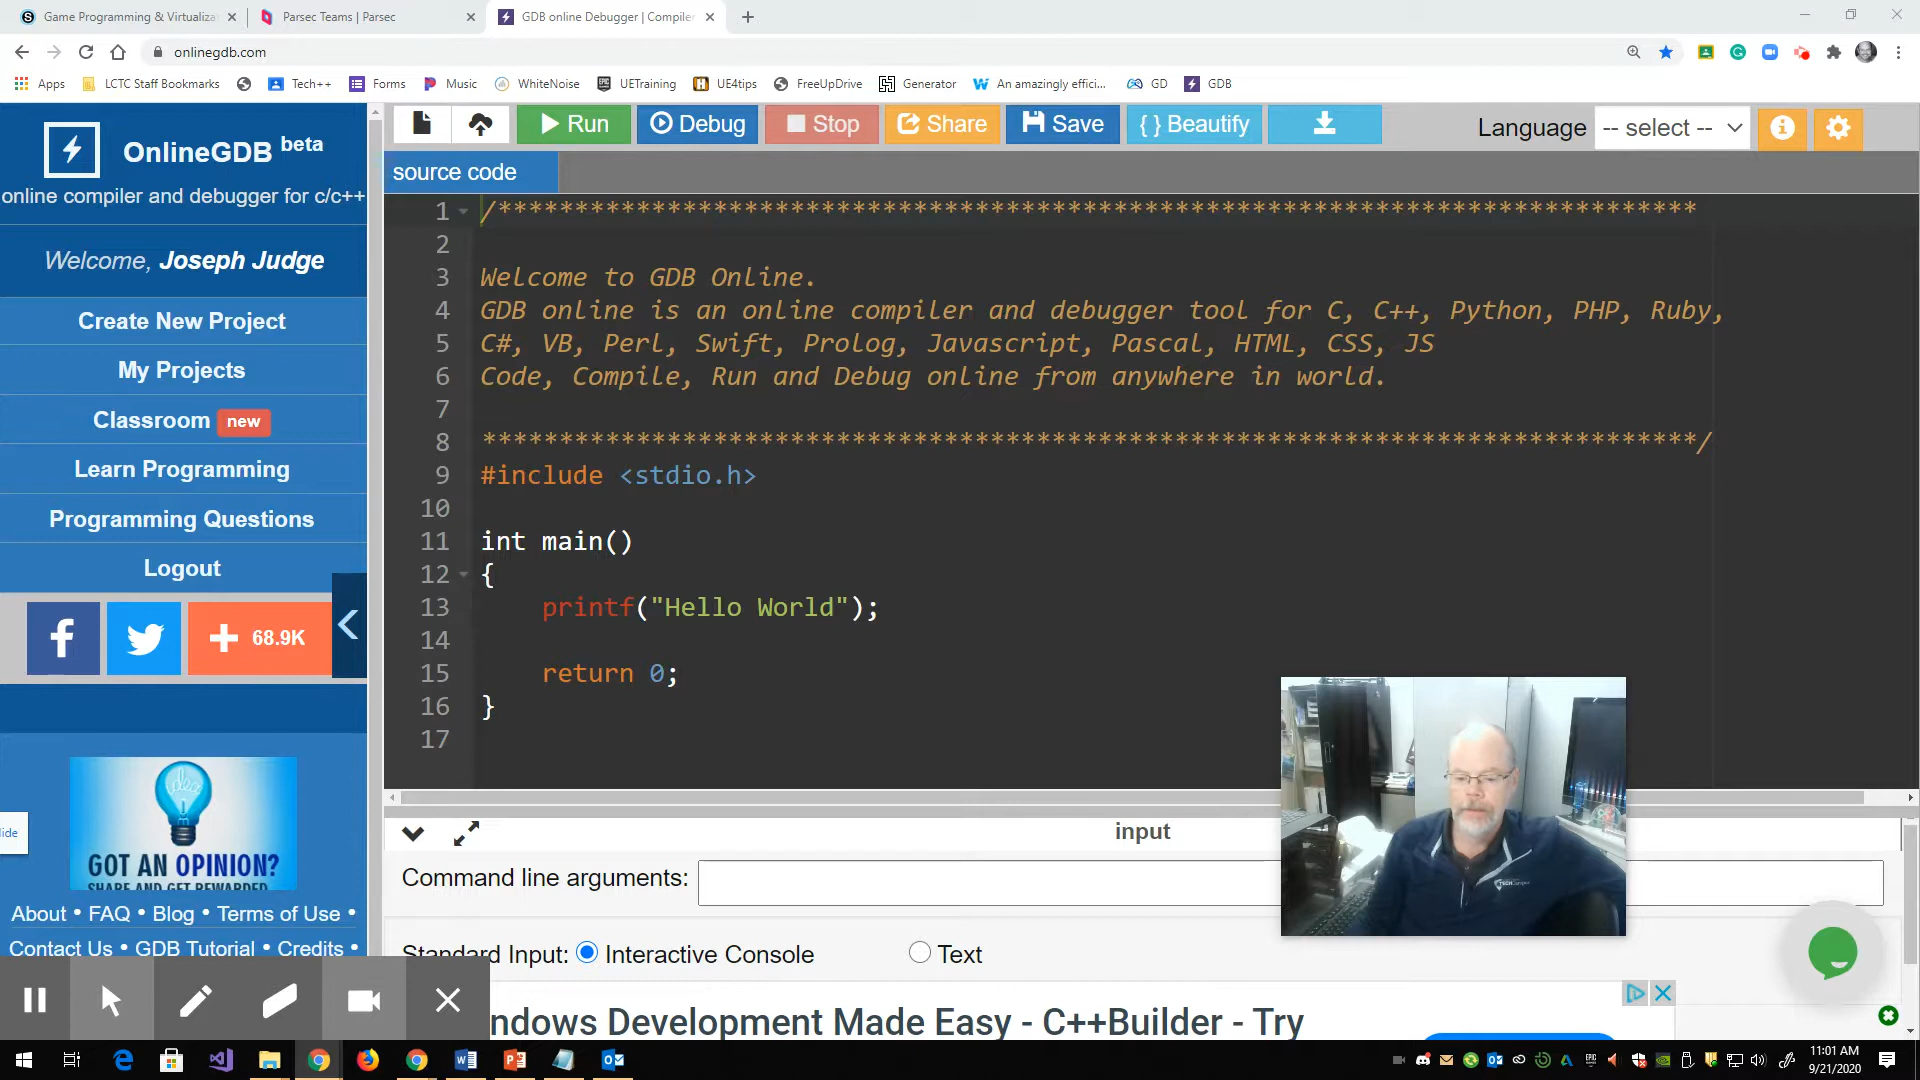 Game Programming & Virtualiza
Parsec Teams | Parsec
GDB online Debugger | Compiler
onlinegdb.com
Apps
LCTC Staff Bookmarks
Tech++
Forms
Music
WhiteNoise
UETraining
UE4tips
FreeUpDrive
Generator
An amazingly effici...
GD
GDB
OnlineGDB beta
online compiler and debugger for c/c++
Welcome, Joseph Judge
Create New Project
My Projects
Classroom new
Learn Programming
Programming Questions
Logout
68.9K
GOT AN OPINION?
SHARE AND GET REWARDED
About • FAQ • Blog • Terms of Use •
Contact Us • GDB Tutorial • Credits •
Run
Debug
Stop
Share
Save
{ } Beautify
Language
-- select --
source code
1 /******************************************************************************
2
3 Welcome to GDB Online.
4 GDB online is an online compiler and debugger tool for C, C++, Python, PHP, Ruby,
5 C#, VB, Perl, Swift, Prolog, Javascript, Pascal, HTML, CSS, JS
6 Code, Compile, Run and Debug online from anywhere in world.
7
8 *******************************************************************************/
9 #include <stdio.h>
10
11 int main()
12 {
13 printf("Hello World");
14
15 return 0;
16 }
17
input
Command line arguments:
Standard Input: Interactive Console Text
ndows Development Made Easy - C++Builder - Try
11:01 AM
9/21/2020